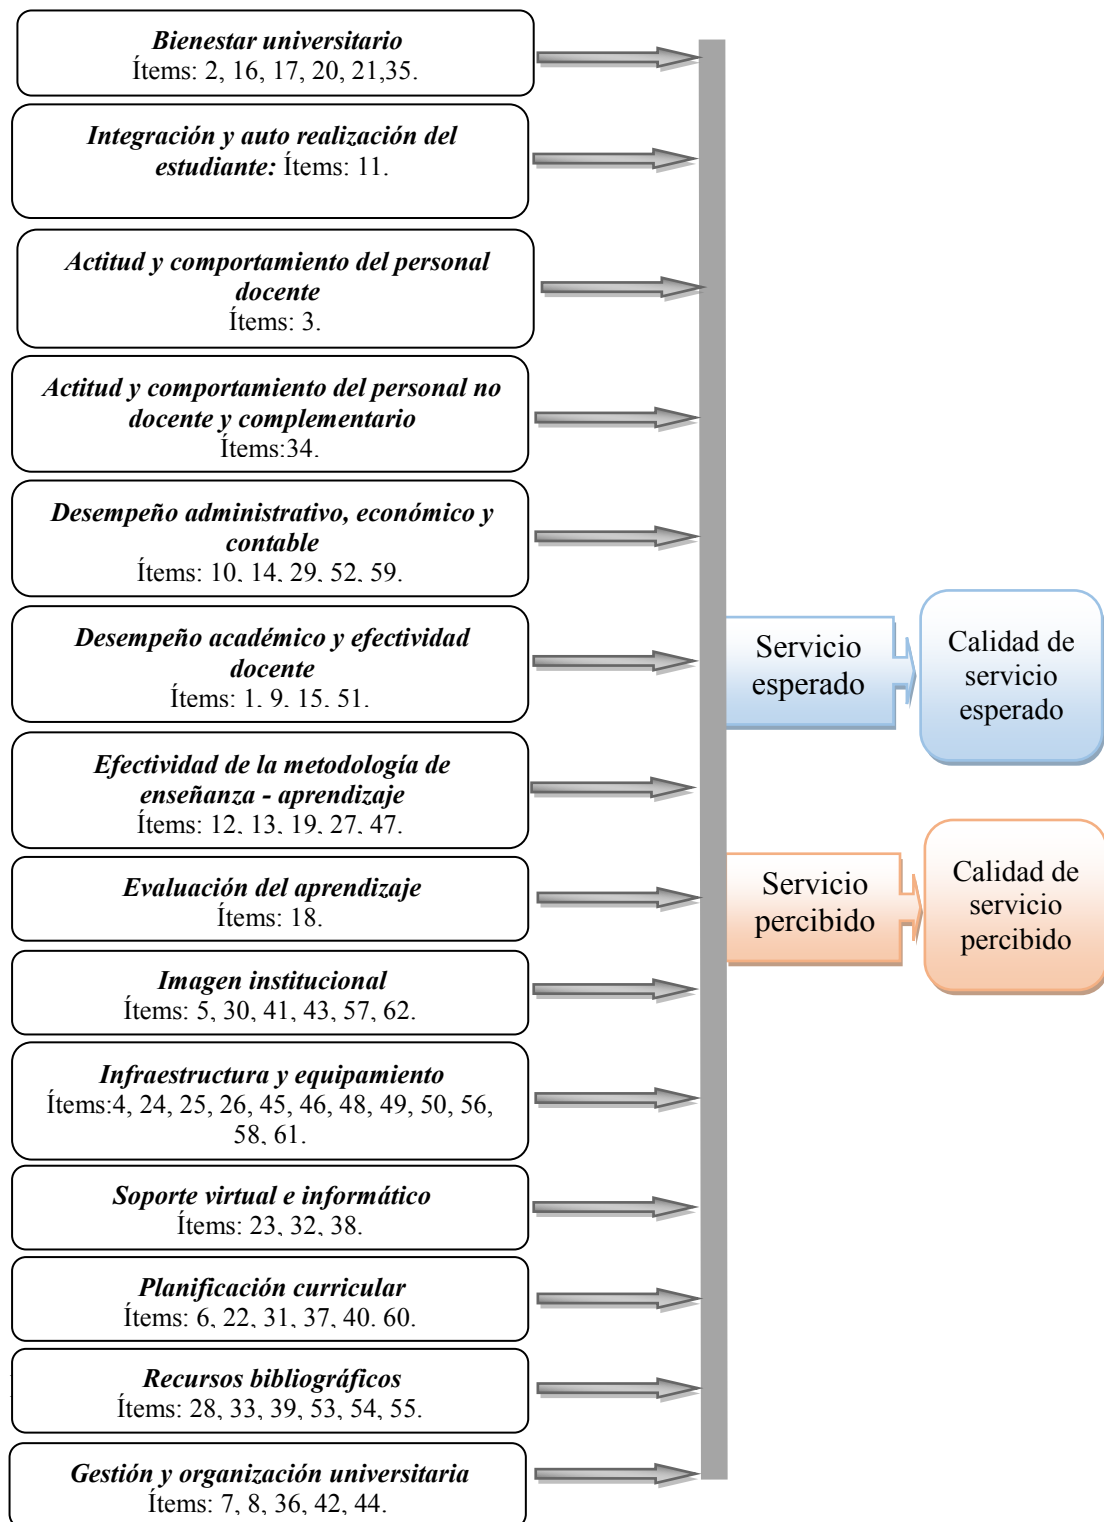 Bienestar universitario
Ítems: 2, 16, 17, 20, 21,35.
Integración y auto realización del
estudiante: Ítems: 11.
Actitud y comportamiento del personal
docente
Ítems: 3.
Actitud y comportamiento del personal no
docente y complementario
Ítems:34.
Desempeño administrativo, económico y
contable
Ítems: 10, 14, 29, 52, 59.
Desempeño académico y efectividad
docente
Ítems: 1, 9, 15, 51.
Efectividad de la metodología de
enseñanza - aprendizaje
Ítems: 12, 13, 19, 27, 47.
Evaluación del aprendizaje
Ítems: 18.
Imagen institucional
Ítems: 5, 30, 41, 43, 57, 62.
Infraestructura y equipamiento
Ítems:4, 24, 25, 26, 45, 46, 48, 49, 50, 56,
58, 61.
Soporte virtual e informático
Ítems: 23, 32, 38.
Planificación curricular
Ítems: 6, 22, 31, 37, 40, 60.
Recursos bibliográficos
Ítems: 28, 33, 39, 53, 54, 55.
Gestión y organización universitaria
Ítems: 7, 8, 36, 42, 44.
Servicio
esperado
Calidad de
servicio
esperado
Servicio
percibido
Calidad de
servicio
percibido